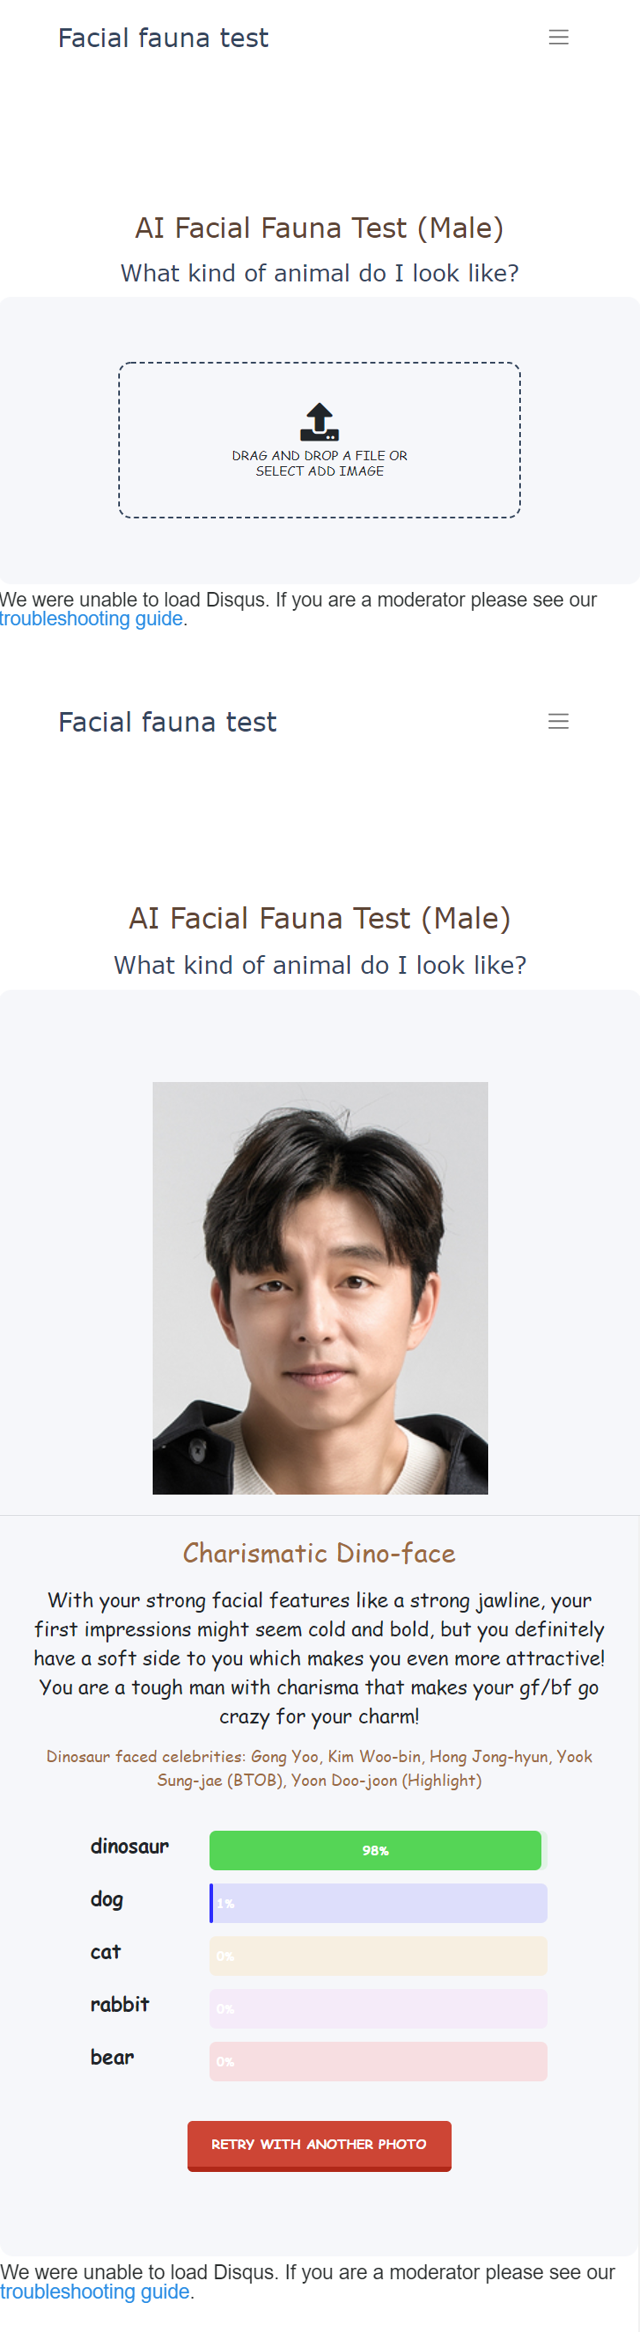 Facial fauna test
AI Facial Fauna Test (Male)
What kind of animal do I look like?
DRAG AND DROP A FILE OR
SELECT ADD IMAGE
We were unable to load Disqus. If you are a moderator please see our
troubleshooting guide.
Facial fauna test
AI Facial Fauna Test (Male)
What kind of animal do I look like?
Charismatic Dino-face
With your strong facial features like a strong jawline, your
first impressions might seem cold and bold, but you definitely
have a soft side to you which makes you even more attractive!
You are a tough man with charisma that makes your gf/bf go
crazy for your charm!
Dinosaur faced celebrities: Gong Yoo, Kim Woo-bin, Hong Jong-hyun, Yook
Sung-jae (BTOB), Yoon Doo-joon (Highlight)
dinosaur 98%
dog 1%
cat 0%
rabbit 0%
bear 0%
RETRY WITH ANOTHER PHOTO
We were unable to load Disqus. If you are a moderator please see our
troubleshooting guide.